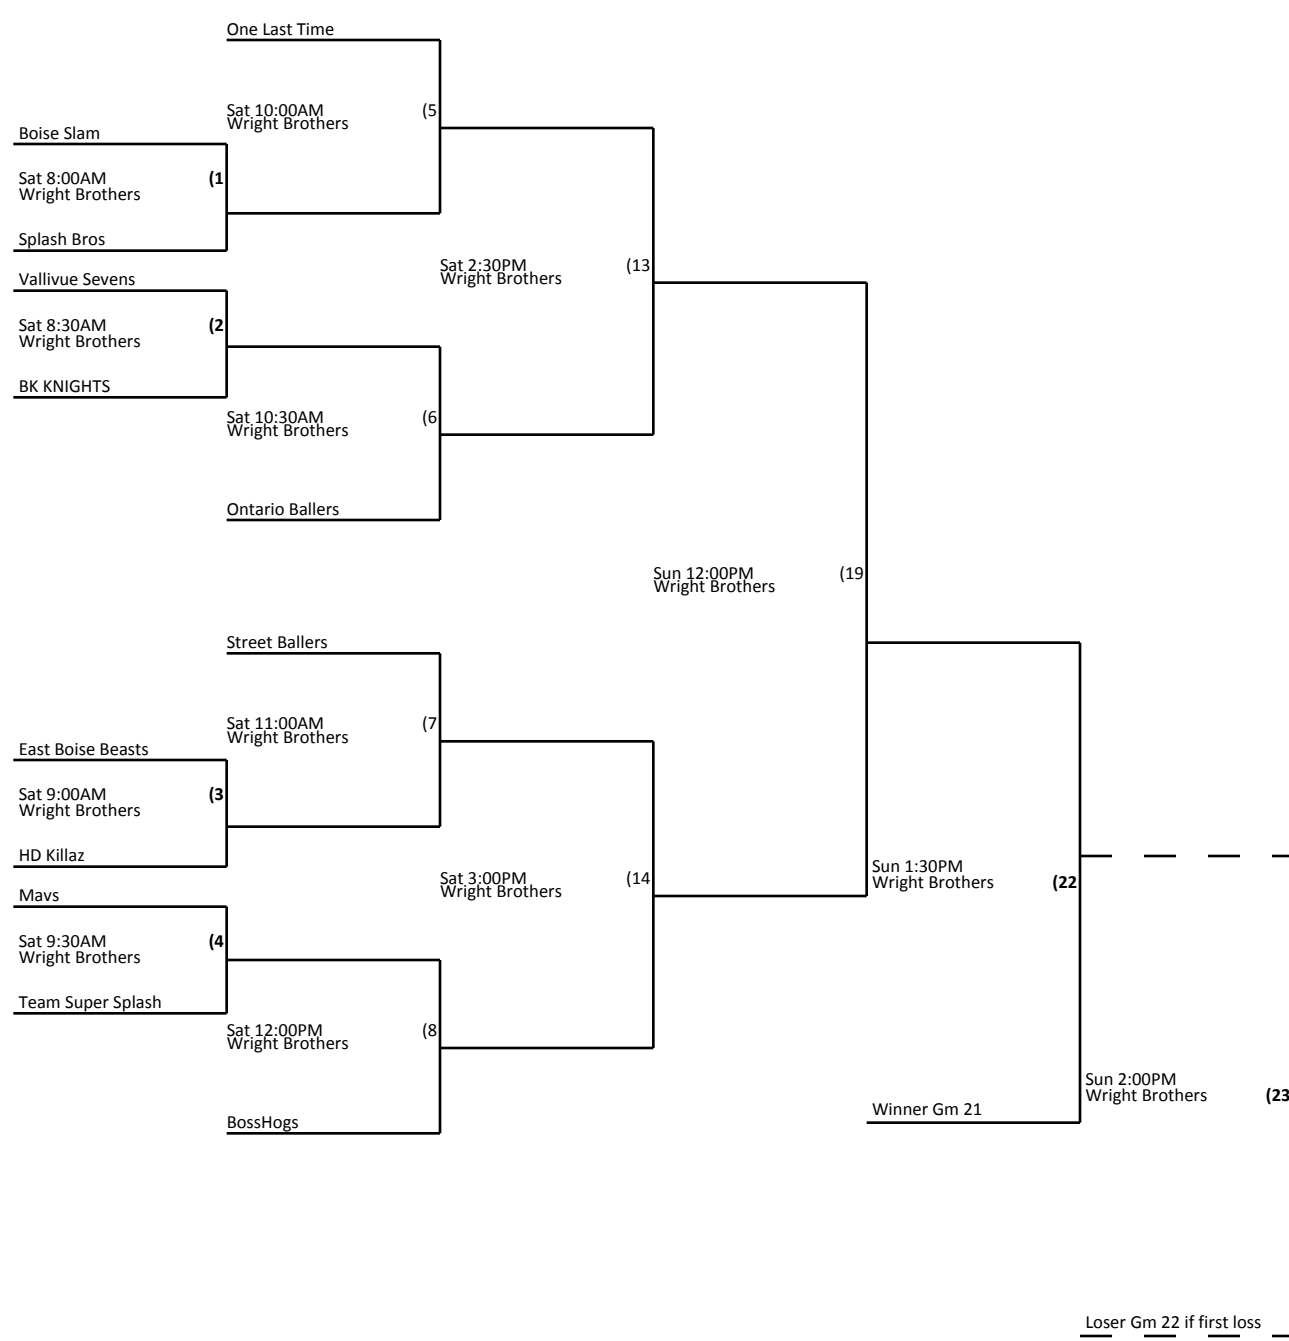 One Last Time
Sat 10:00AM (5
Wright Brothers
Boise Slam
Sat 8:00AM (1
Wright Brothers
Splash Bros
Sat 2:30PM (13
Wright Brothers
Vallivue Sevens
Sat 8:30AM (2
Wright Brothers
BK KNIGHTS
Sat 10:30AM (6
Wright Brothers
Ontario Ballers
Sun 12:00PM (19
Wright Brothers
Street Ballers
Sat 11:00AM (7
Wright Brothers
East Boise Beasts
Sat 9:00AM (3
Wright Brothers
HD Killaz
Sat 3:00PM (14
Wright Brothers
Sun 1:30PM
Wright Brothers (22
Mavs
Sat 9:30AM (4
Wright Brothers
Team Super Splash
Sat 12:00PM (8
Wright Brothers
Sun 2:00PM
Wright Brothers (23
Winner Gm 21
BossHogs
Loser Gm 22 if first loss